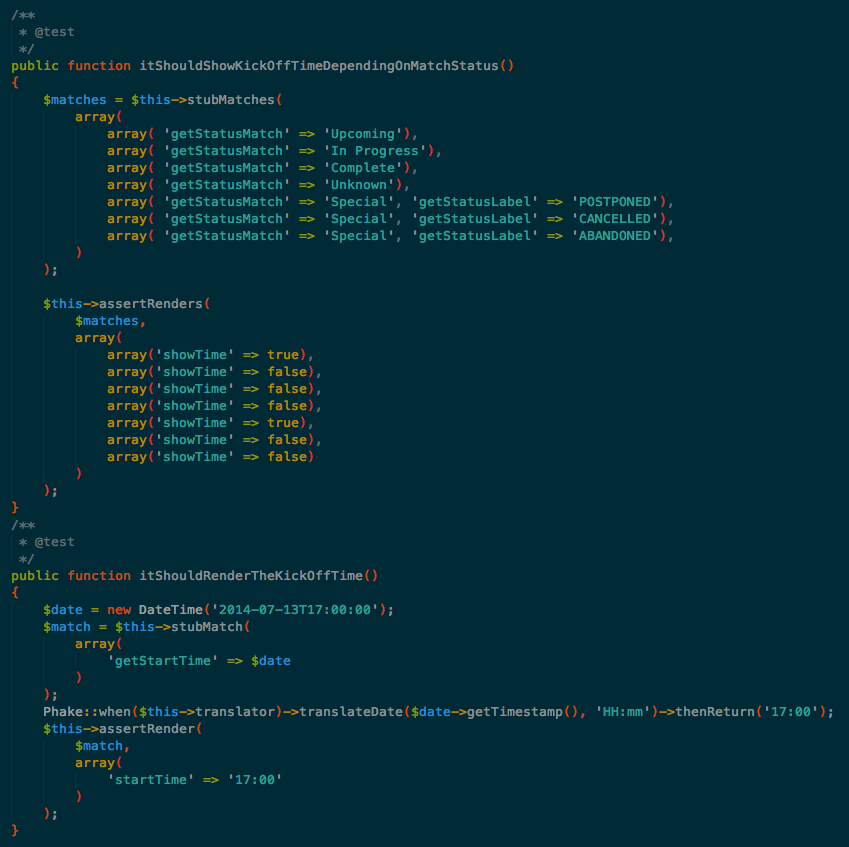 /**
 * @test
 */
public function itShouldShowKickOffTimeDependingOnMatchStatus()
{
    $matches = $this->stubMatches(
        array(
            array( 'getStatusMatch' => 'Upcoming'),
            array( 'getStatusMatch' => 'In Progress'),
            array( 'getStatusMatch' => 'Complete'),
            array( 'getStatusMatch' => 'Unknown'),
            array( 'getStatusMatch' => 'Special', 'getStatusLabel' => 'POSTPONED'),
            array( 'getStatusMatch' => 'Special', 'getStatusLabel' => 'CANCELLED'),
            array( 'getStatusMatch' => 'Special', 'getStatusLabel' => 'ABANDONED'),
        )
    );

    $this->assertRenders(
        $matches,
        array(
            array('showTime' => true),
            array('showTime' => false),
            array('showTime' => false),
            array('showTime' => false),
            array('showTime' => true),
            array('showTime' => false),
            array('showTime' => false)
        )
    );
}
/**
 * @test
 */
public function itShouldRenderTheKickOffTime()
{
    $date = new DateTime('2014-07-13T17:00:00');
    $match = $this->stubMatch(
        array(
            'getStartTime' => $date
        )
    );
    Phake::when($this->translator)->translateDate($date->getTimestamp(), 'HH:mm')->thenReturn('17:00');
    $this->assertRender(
        $match,
        array(
            'startTime' => '17:00'
        )
    );
}